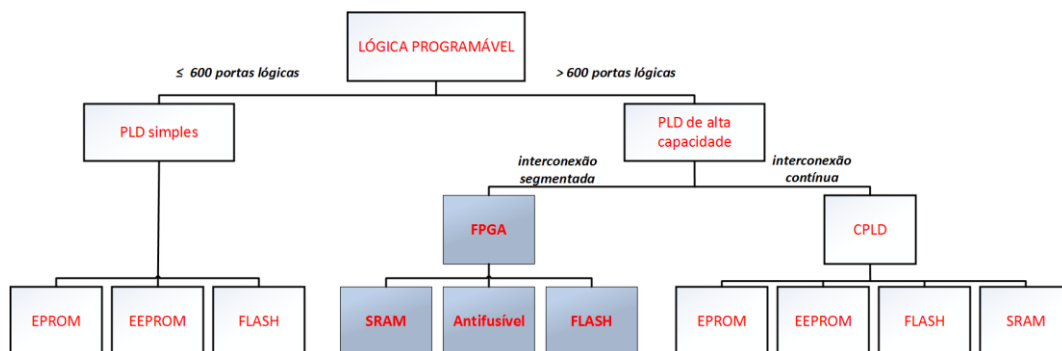 LÓGICA PROGRAMÁVEL
≤ 600 portas lógicas
> 600 portas lógicas
PLD simples
PLD de alta
capacidade
interconexão
segmentada
interconexão
contínua
FPGA
CPLD
EPROM
EEPROM
FLASH
SRAM
Antifusível
FLASH
EPROM
EEPROM
FLASH
SRAM